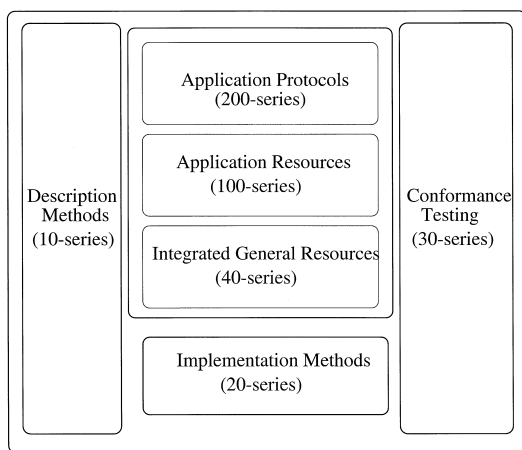 Application Protocols
(200-series)
Application Resources
(100-series)
Description
Methods
(10-series)
Conformance
Testing
(30-series)
Integrated General Resources
(40-series)
Implementation Methods
(20-series)